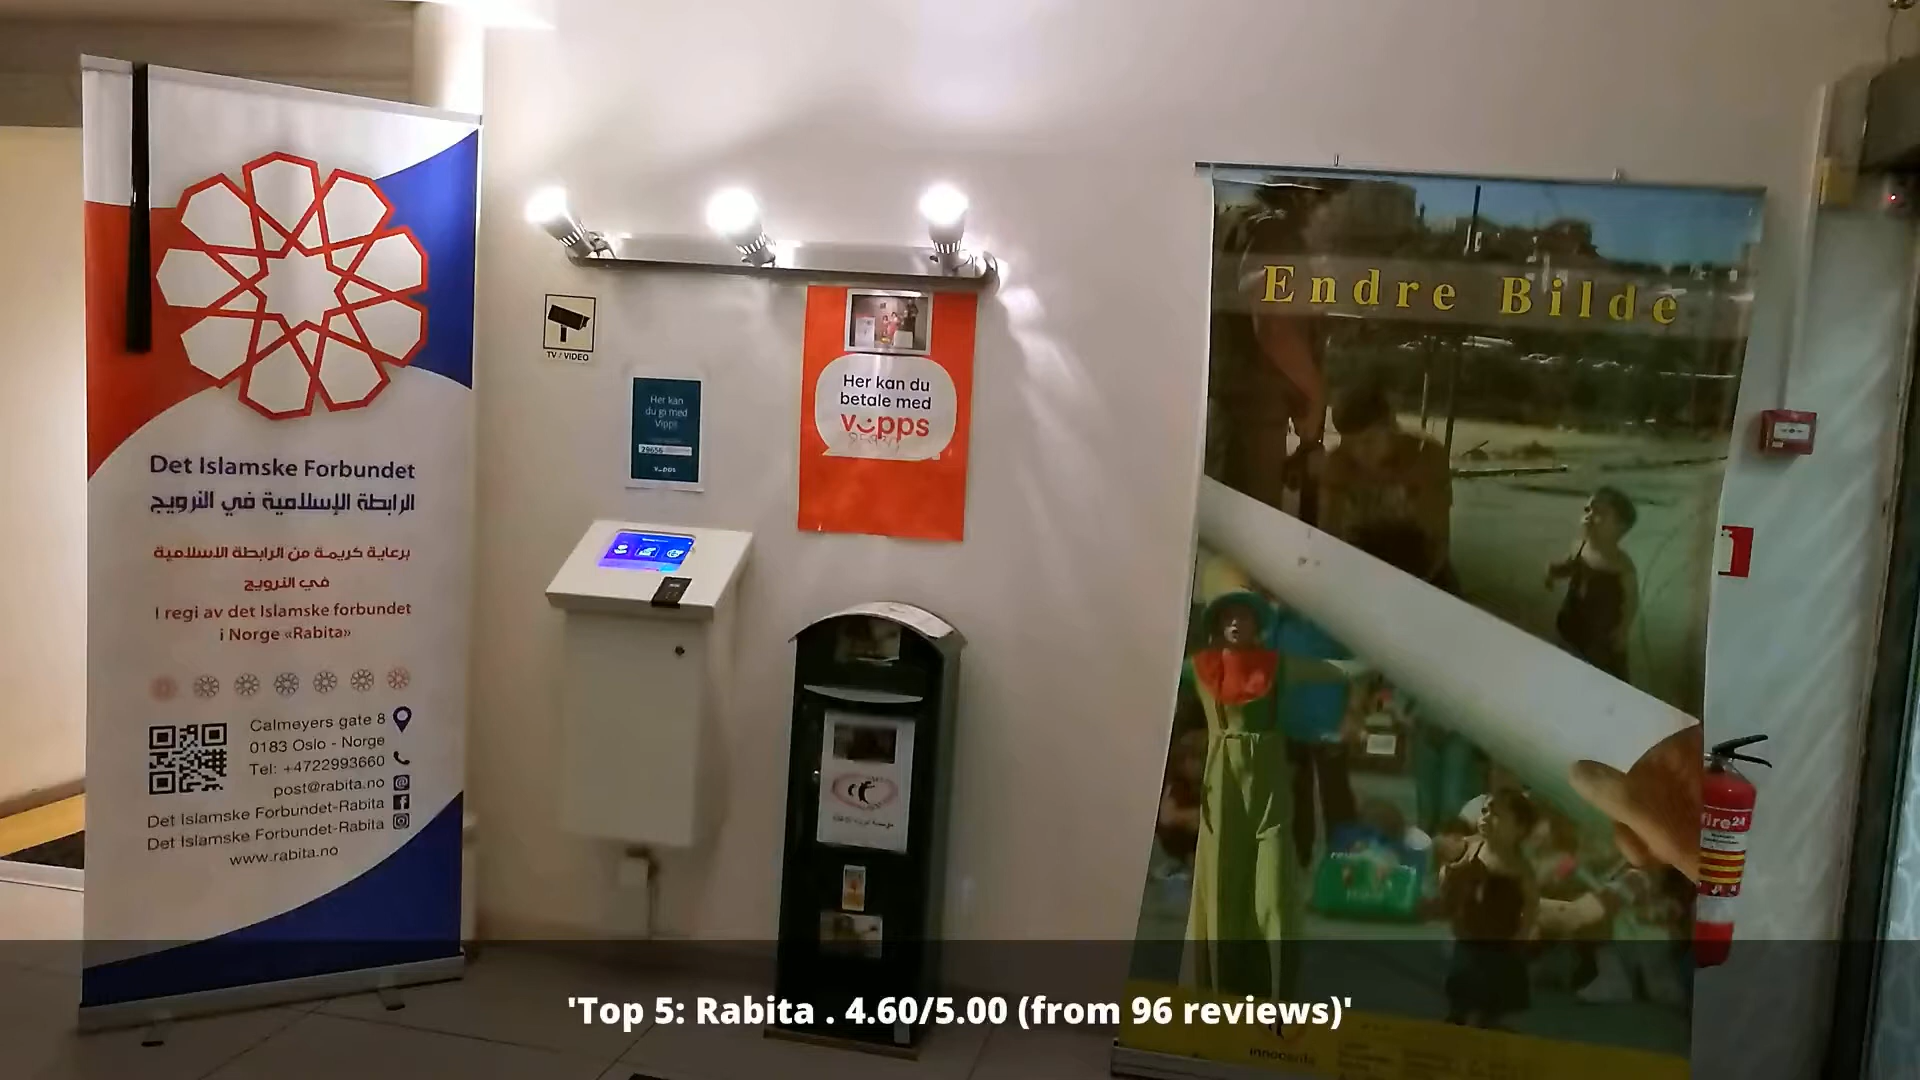 Det Islamske Forbundet
الرابطة الإسلامية في النرويج
برعاية كريمة من الرابطة الاسلامية
في النرويج
I regi av det Islamske forbundet
i Norge «Rabita»
Calmeyers gate 8
0183 Oslo - Norge
Tel: +4722993660
post@rabita.no
Det Islamske Forbundet-Rabita
Det Islamske Forbundet-Rabita
www.rabita.no
TV / VIDEO
Her kan
du gi med
Vipps
29656
Her kan du
betale med
vipps
Endre Bilde
fire24
'Top 5: Rabita . 4.60/5.00 (from 96 reviews)'